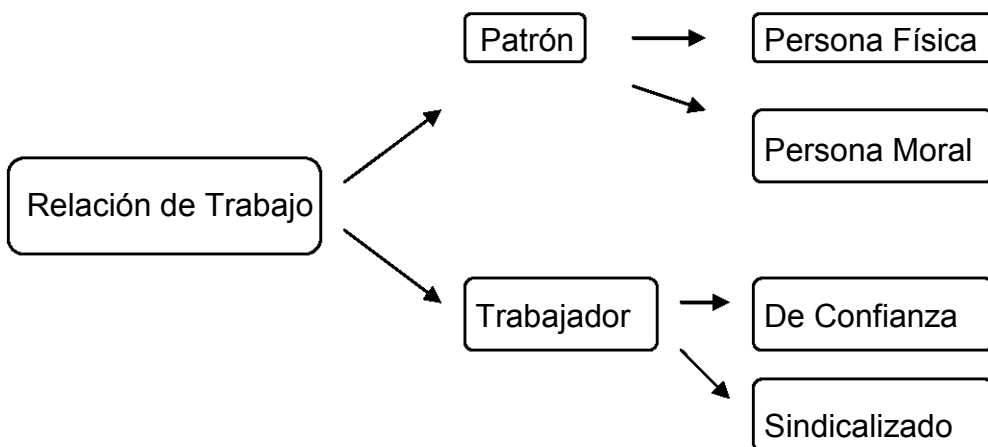 Patrón
Persona Física
Persona Moral
Relación de Trabajo
Trabajador
De Confianza
Sindicalizado